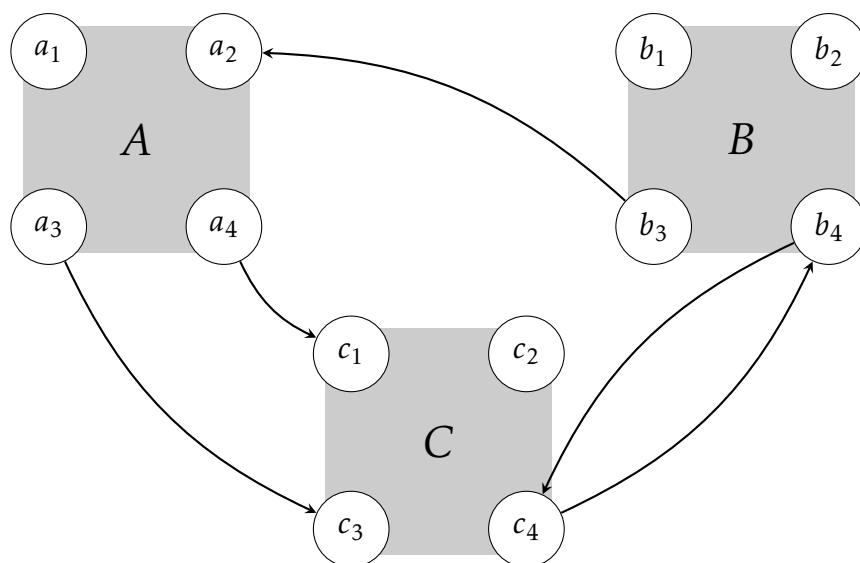 a₁ a₂ b₁ b₂
A B
a₃ a₄ b₃ b₄
c₁ c₂
C
c₃ c₄